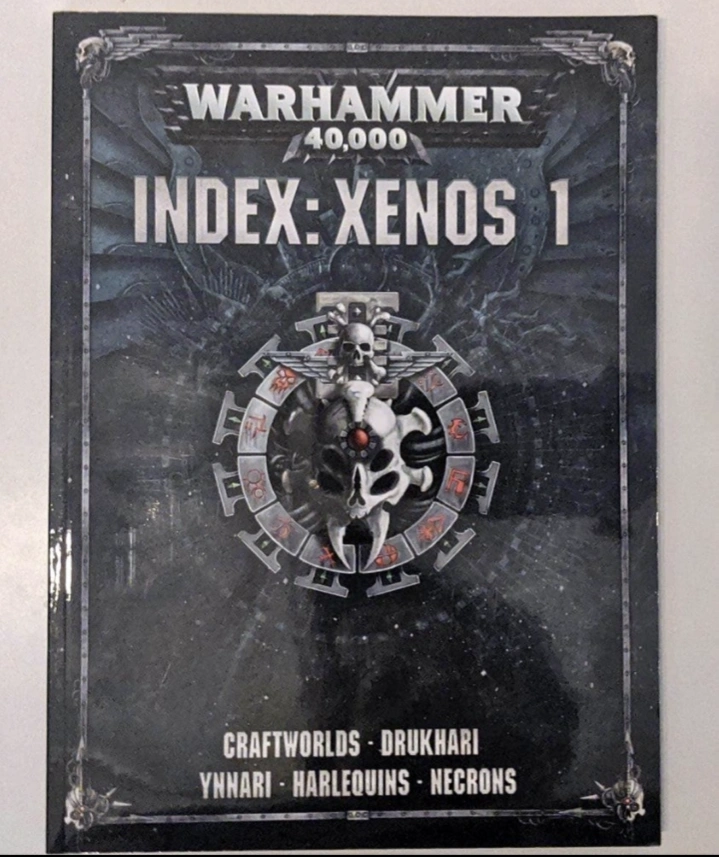 WARHAMMER
40,000
INDEX: XENOS 1
CRAFTWORLDS · DRUKHARI
YNNARI · HARLEQUINS · NECRONS